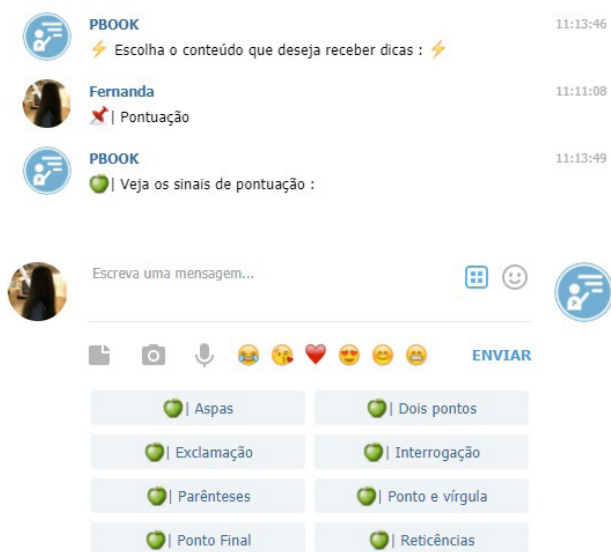 PBOOK 11:13:46
⚡ Escolha o conteúdo que deseja receber dicas : ⚡
Fernanda 11:11:08
📌| Pontuação
PBOOK 11:13:49
🍏| Veja os sinais de pontuação :
Escreva uma mensagem...
ENVIAR
🍏| Aspas 🍏| Dois pontos
🍏| Exclamação 🍏| Interrogação
🍏| Parênteses 🍏| Ponto e vírgula
🍏| Ponto Final 🍏| Reticências